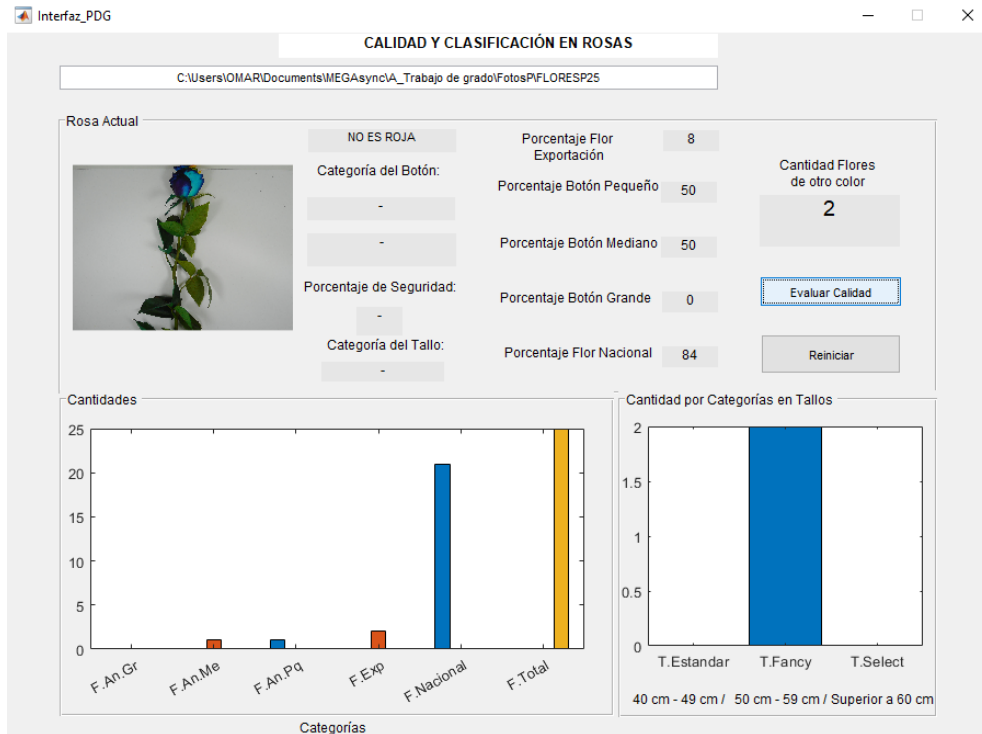 Interfaz_PDG
CALIDAD Y CLASIFICACIÓN EN ROSAS
C:\Users\OMAR\Documents\MEGAsync\A_Trabajo de grado\FotosP\FLORESP25
Rosa Actual
NO ES ROJA
Categoría del Botón:
-
-
Porcentaje de Seguridad:
-
Categoría del Tallo:
-
Porcentaje Flor
Exportación
8
Porcentaje Botón Pequeño
50
Porcentaje Botón Mediano
50
Porcentaje Botón Grande
0
Porcentaje Flor Nacional
84
Cantidad Flores
de otro color
2
Evaluar Calidad
Reiniciar
Cantidades
25
20
15
10
5
0
F.An.Gr
F.An.Me
F.An.Pq
F.Exp
F.Nacional
F.Total
Categorías
Cantidad por Categorías en Tallos
2
1.5
1
0.5
0
T.Estandar
T.Fancy
T.Select
40 cm - 49 cm / 50 cm - 59 cm / Superior a 60 cm